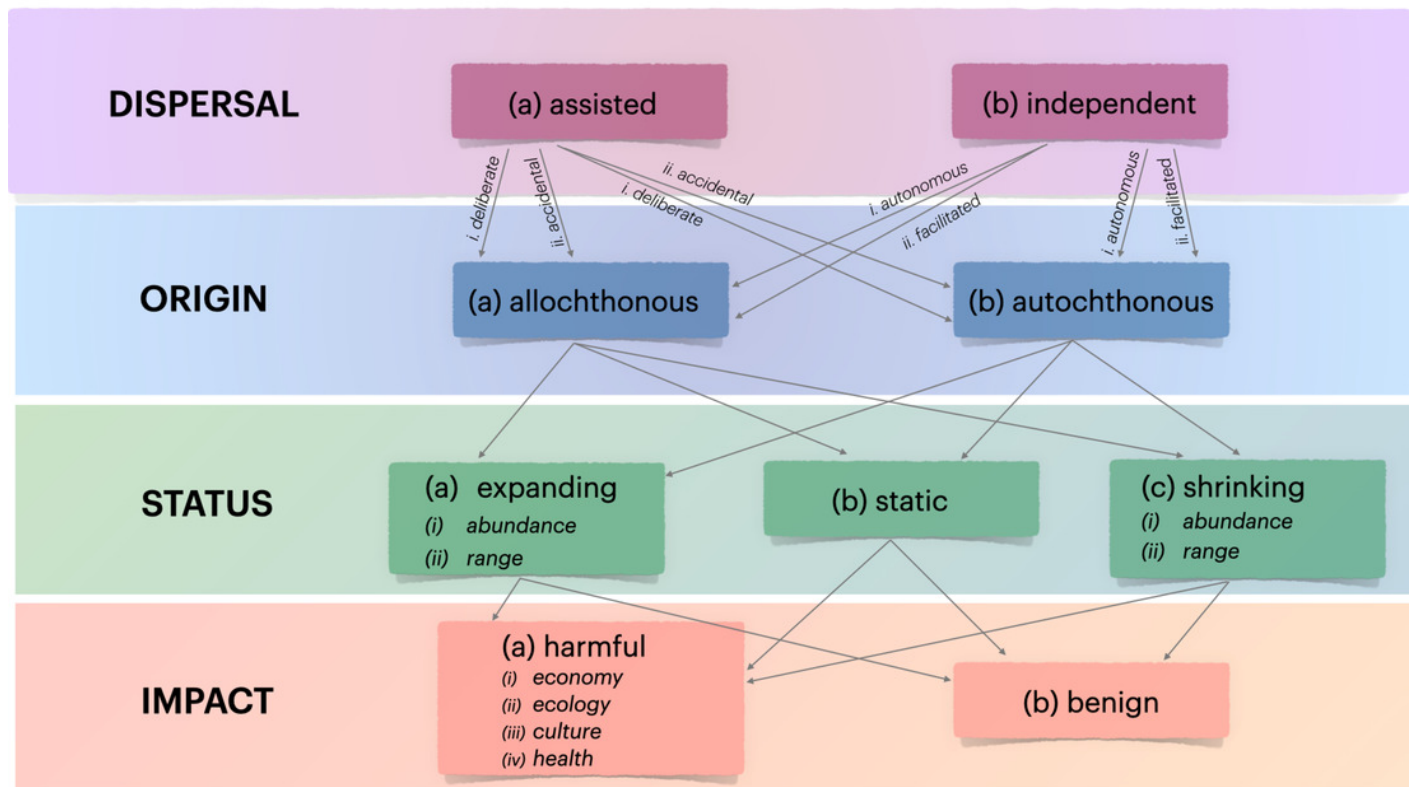 DISPERSAL
(a) assisted
(b) independent
i. deliberate
ii. accidental
ii. accidental
i. deliberate
i. autonomous
ii. facilitated
i. autonomous
ii. facilitated
ORIGIN
(a) allochthonous
(b) autochthonous
STATUS
(a) expanding
(i) abundance
(ii) range
(b) static
(c) shrinking
(i) abundance
(ii) range
IMPACT
(a) harmful
(i) economy
(ii) ecology
(iii) culture
(iv) health
(b) benign